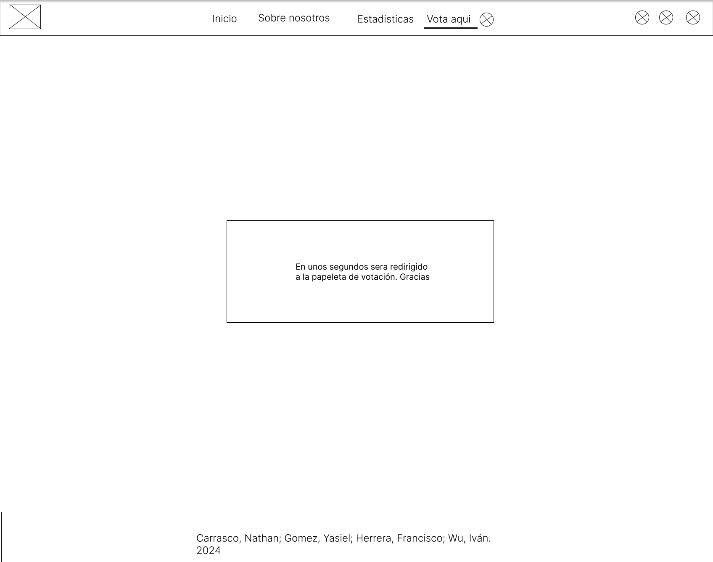 Inicio
Sobre nosotros
Estadisticas
Vota aqui
En unos segundos sera redirigido
a la papeleta de votación. Gracias
Carrasco, Nathan; Gomez, Yasiel; Herrera, Francisco; Wu, Iván.
2024